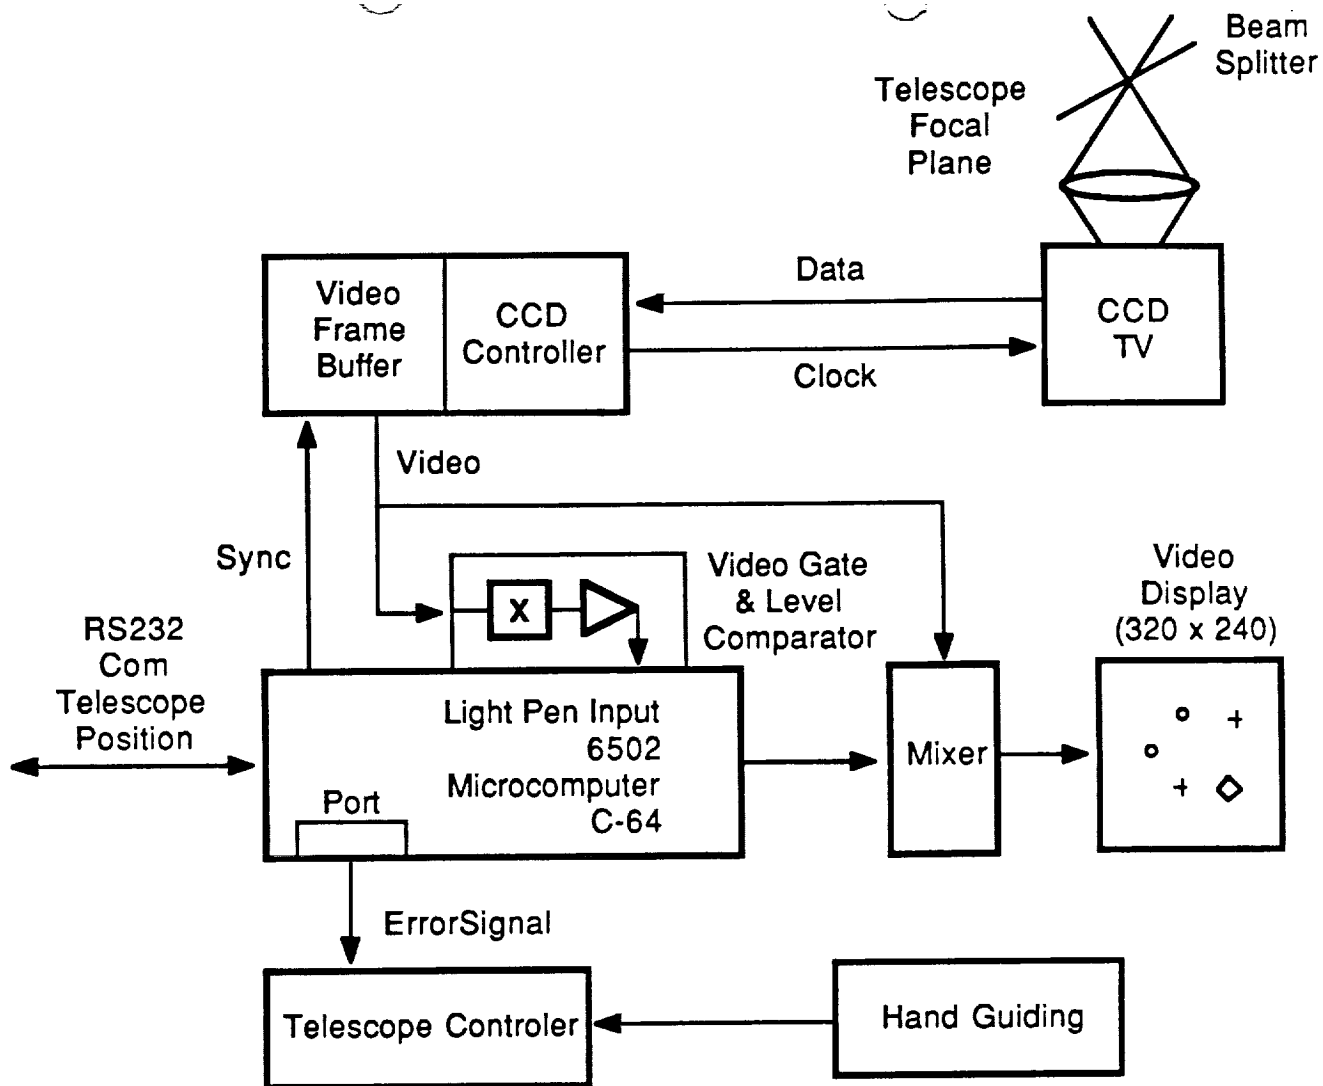 Beam
Splitter
Telescope
Focal
Plane
Video
Frame
Buffer
CCD
Controller
Data
Clock
CCD
TV
Video
Sync
X
Video Gate
& Level
Comparator
Video
Display
(320 x 240)
RS232
Com
Telescope
Position
Light Pen Input
6502
Microcomputer
C-64
Port
Mixer
ErrorSignal
Telescope Controler
Hand Guiding